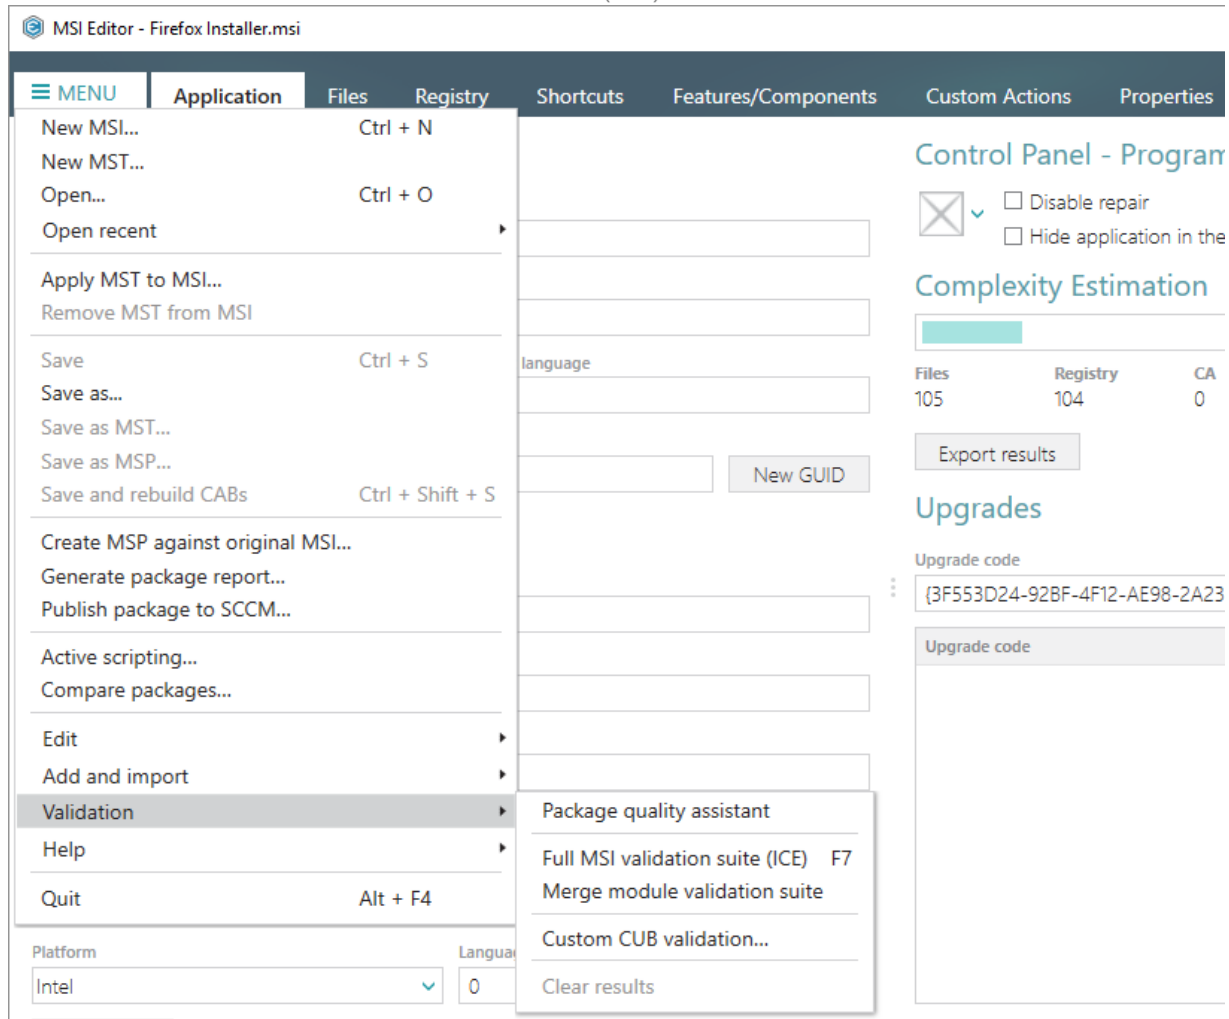 MSI Editor - Firefox Installer.msi
MENU Application Files Registry Shortcuts Features/Components Custom Actions Properties
New MSI... Ctrl + N
New MST...
Open... Ctrl + O
Open recent
Apply MST to MSI...
Remove MST from MSI
Save Ctrl + S
Save as...
Save as MST...
Save as MSP...
Save and rebuild CABs Ctrl + Shift + S
Create MSP against original MSI...
Generate package report...
Publish package to SCCM...
Active scripting...
Compare packages...
Edit
Add and import
Validation
Help
Quit Alt + F4
Package quality assistant
Full MSI validation suite (ICE) F7
Merge module validation suite
Custom CUB validation...
Clear results
language
New GUID
Platform
Intel
Langua
0
Control Panel - Program
Disable repair
Hide application in the
Complexity Estimation
Files Registry CA
105 104 0
Export results
Upgrades
Upgrade code
{3F553D24-92BF-4F12-AE98-2A23
Upgrade code